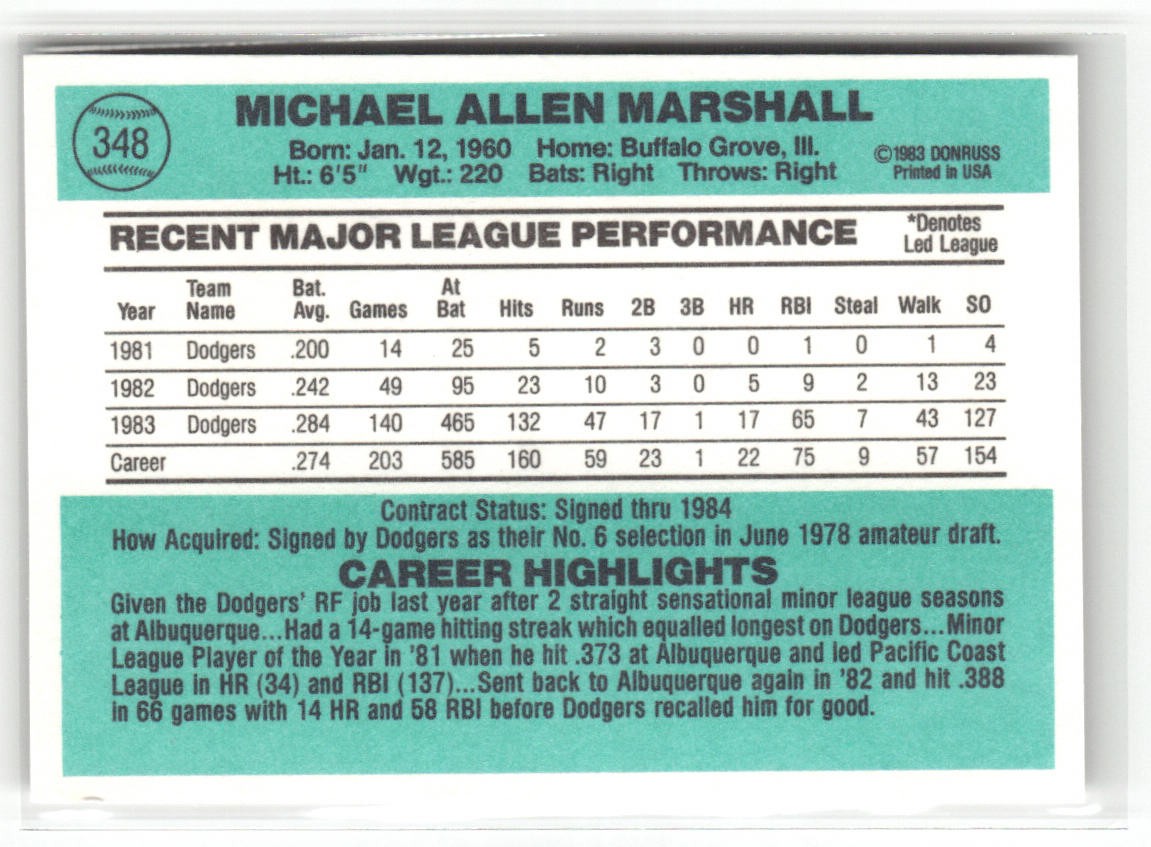 348
MICHAEL ALLEN MARSHALL
Born: Jan. 12, 1960 Home: Buffalo Grove, Ill.
Ht.: 6'5" Wgt.: 220 Bats: Right Throws: Right
©1983 DONRUSS
Printed in USA
RECENT MAJOR LEAGUE PERFORMANCE
*Denotes
Led League
Year Team Name Bat. Avg. Games At Bat Hits Runs 2B 3B HR RBI Steal Walk SO
1981 Dodgers .200 14 25 5 2 3 0 0 1 0 1 4
1982 Dodgers .242 49 95 23 10 3 0 5 9 2 13 23
1983 Dodgers .284 140 465 132 47 17 1 17 65 7 43 127
Career .274 203 585 160 59 23 1 22 75 9 57 154
Contract Status: Signed thru 1984
How Acquired: Signed by Dodgers as their No. 6 selection in June 1978 amateur draft.
CAREER HIGHLIGHTS
Given the Dodgers' RF job last year after 2 straight sensational minor league seasons
at Albuquerque...Had a 14-game hitting streak which equalled longest on Dodgers...Minor
League Player of the Year in '81 when he hit .373 at Albuquerque and led Pacific Coast
League in HR (34) and RBI (137)...Sent back to Albuquerque again in '82 and hit .388
in 66 games with 14 HR and 58 RBI before Dodgers recalled him for good.